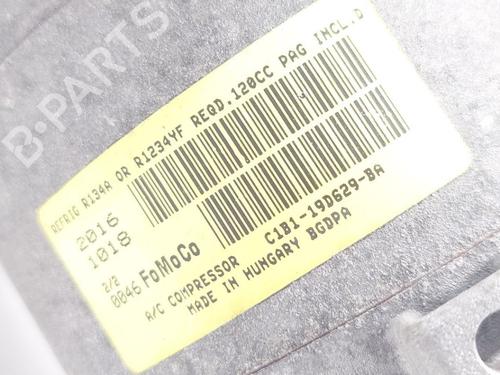 B-PARTS
REFRIG R134A OR R1234YF REQD.120CC PAG INCL.D
2016
1018
2/2
0046 FoMoCo
A/C COMPRESSOR C1B1-19D629-BA
MADE IN HUNGARY BGDPA